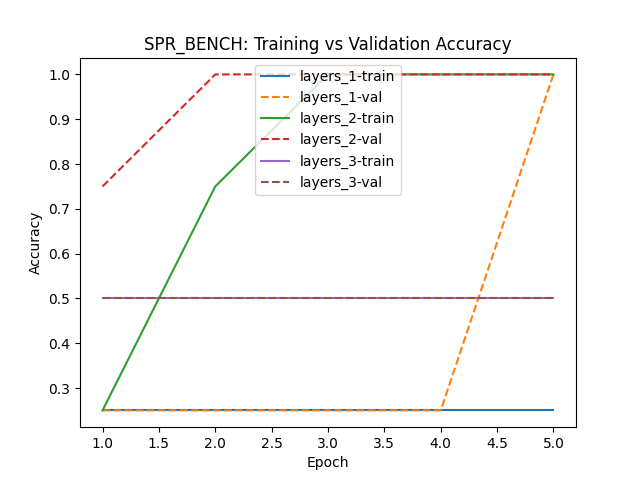 SPR_BENCH: Training vs Validation Accuracy
1.0
0.9
0.8
0.7
0.6
0.5
0.4
0.3
Accuracy
layers_1-train
layers_1-val
layers_2-train
layers_2-val
layers_3-train
layers_3-val
1.0 1.5 2.0 2.5 3.0 3.5 4.0 4.5 5.0
Epoch